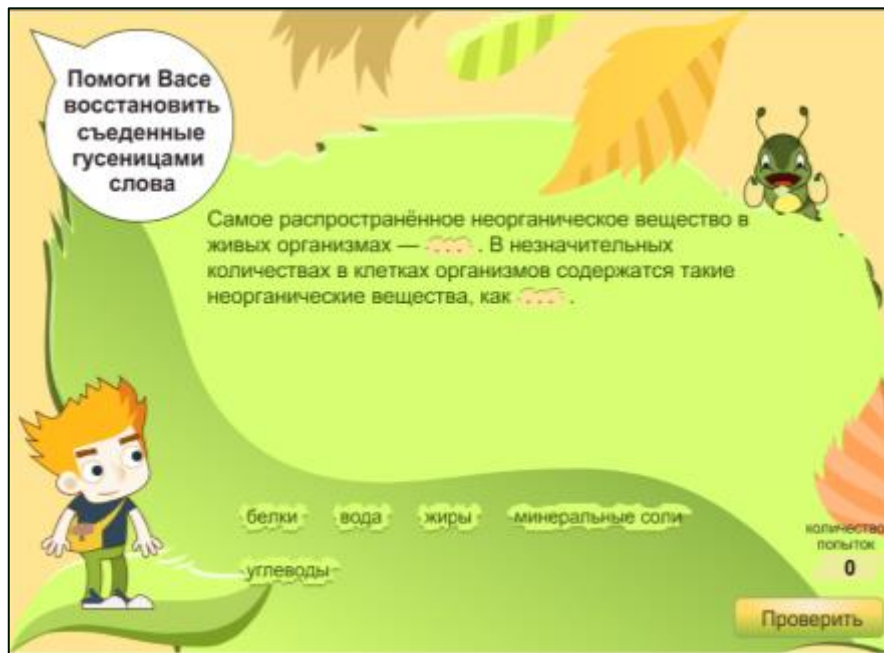 Помоги Васе
восстановить
съеденные
гусеницами
слова
Самое распространённое неорганическое вещество в
живых организмах — . В незначительных
количествах в клетках организмов содержатся такие
неорганические вещества, как .
белки вода жиры минеральные соли
углеводы
количество
попыток
0
Проверить